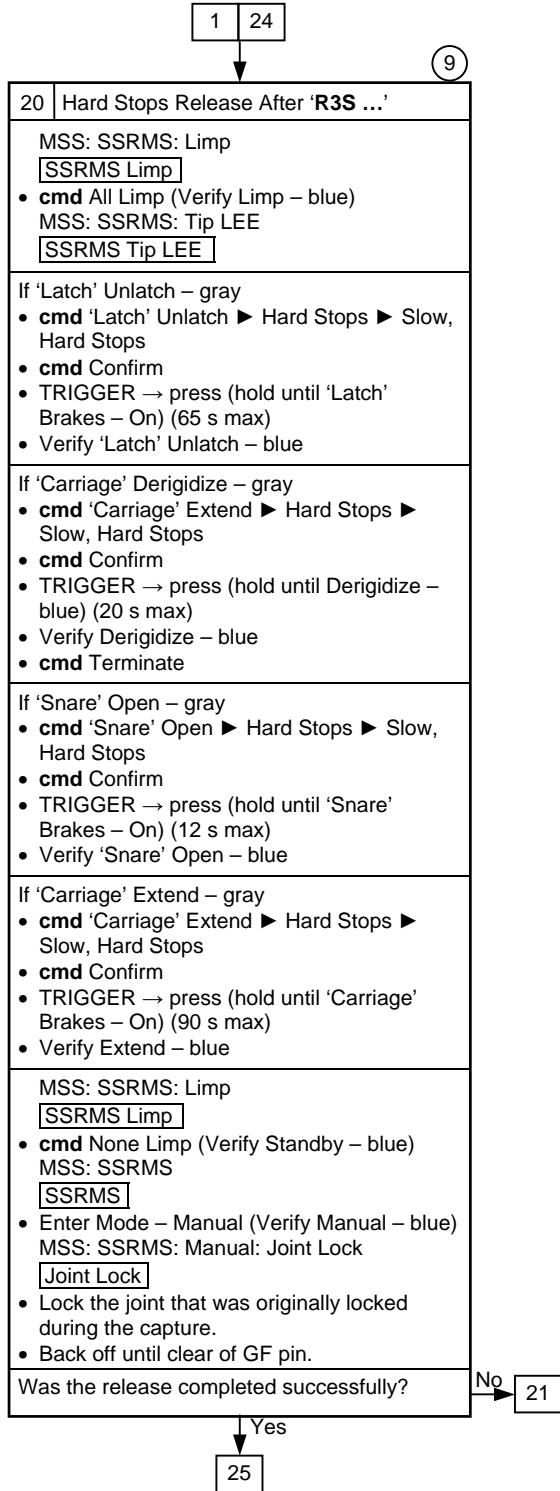 1 24
9
20 Hard Stops Release After ‘R3S …’
MSS: SSRMS: Limp
SSRMS Limp
• cmd All Limp (Verify Limp – blue)
MSS: SSRMS: Tip LEE
SSRMS Tip LEE
If ‘Latch’ Unlatch – gray
• cmd ‘Latch’ Unlatch ► Hard Stops ► Slow,
Hard Stops
• cmd Confirm
• TRIGGER → press (hold until ‘Latch’
Brakes – On) (65 s max)
• Verify ‘Latch’ Unlatch – blue
If ‘Carriage’ Derigidize – gray
• cmd ‘Carriage’ Extend ► Hard Stops ►
Slow, Hard Stops
• cmd Confirm
• TRIGGER → press (hold until Derigidize –
blue) (20 s max)
• Verify Derigidize – blue
• cmd Terminate
If ‘Snare’ Open – gray
• cmd ‘Snare’ Open ► Hard Stops ► Slow,
Hard Stops
• cmd Confirm
• TRIGGER → press (hold until ‘Snare’
Brakes – On) (12 s max)
• Verify ‘Snare’ Open – blue
If ‘Carriage’ Extend – gray
• cmd ‘Carriage’ Extend ► Hard Stops ►
Slow, Hard Stops
• cmd Confirm
• TRIGGER → press (hold until ‘Carriage’
Brakes – On) (90 s max)
• Verify Extend – blue
MSS: SSRMS: Limp
SSRMS Limp
• cmd None Limp (Verify Standby – blue)
MSS: SSRMS
SSRMS
• Enter Mode – Manual (Verify Manual – blue)
MSS: SSRMS: Manual: Joint Lock
Joint Lock
• Lock the joint that was originally locked
during the capture.
• Back off until clear of GF pin.
Was the release completed successfully?
No
21
Yes
25